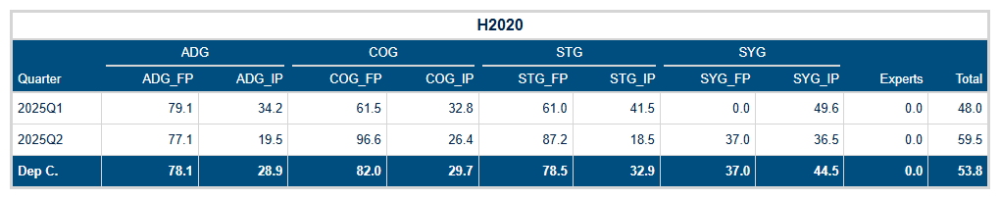 H2020
ADG COG STG SYG
Quarter ADG_FP ADG_IP COG_FP COG_IP STG_FP STG_IP SYG_FP SYG_IP Experts Total
2025Q1 79.1 34.2 61.5 32.8 61.0 41.5 0.0 49.6 0.0 48.0
2025Q2 77.1 19.5 96.6 26.4 87.2 18.5 37.0 36.5 0.0 59.5
Dep C. 78.1 28.9 82.0 29.7 78.5 32.9 37.0 44.5 0.0 53.8